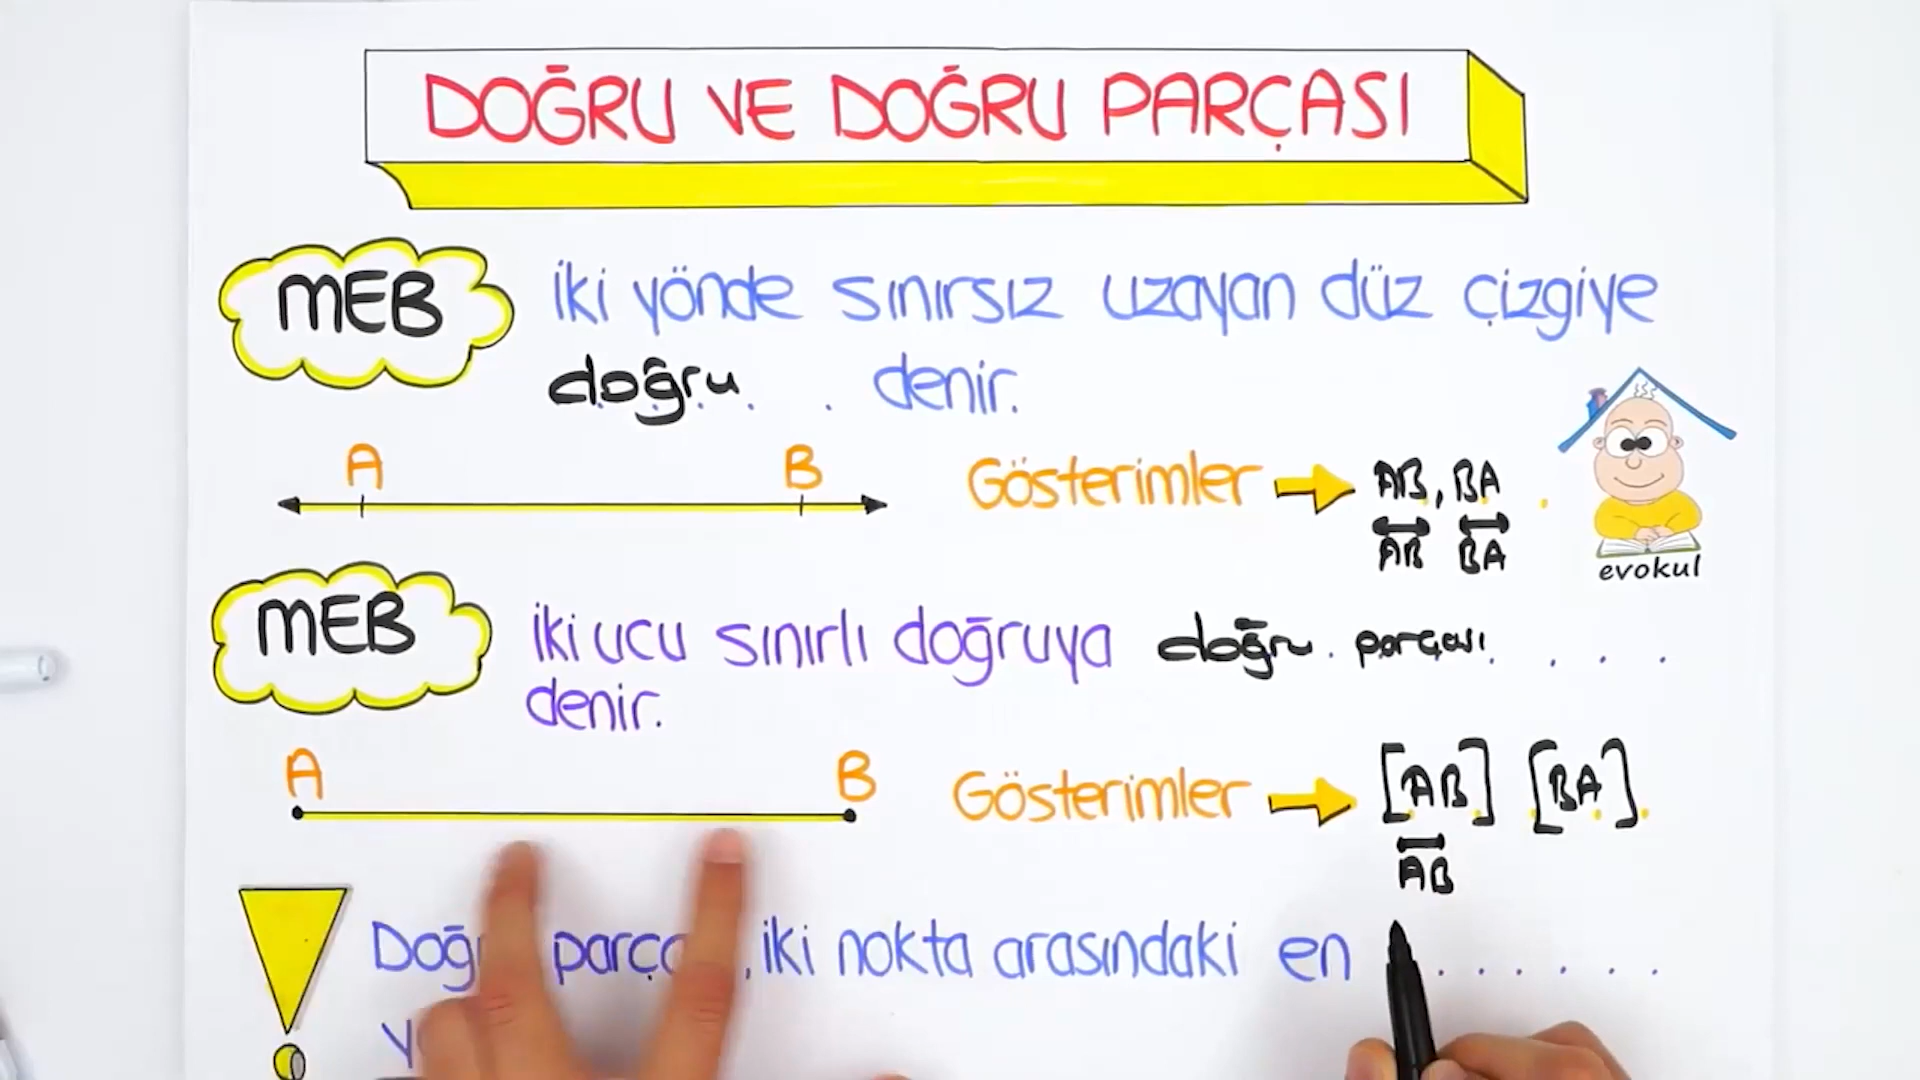 DOĞRU VE DOĞRU PARÇASI
MEB
İki yönde sınırsız uzayan düz çizgiye
doğru . . denir.
A B
Gösterimler → AB, BA .
AB BA
evokul
MEB
İki ucu sınırlı doğruya doğru . parçası . . . .
denir.
A B
Gösterimler → [AB] [BA].
AB
, iki nokta arasındaki en . . . . . .